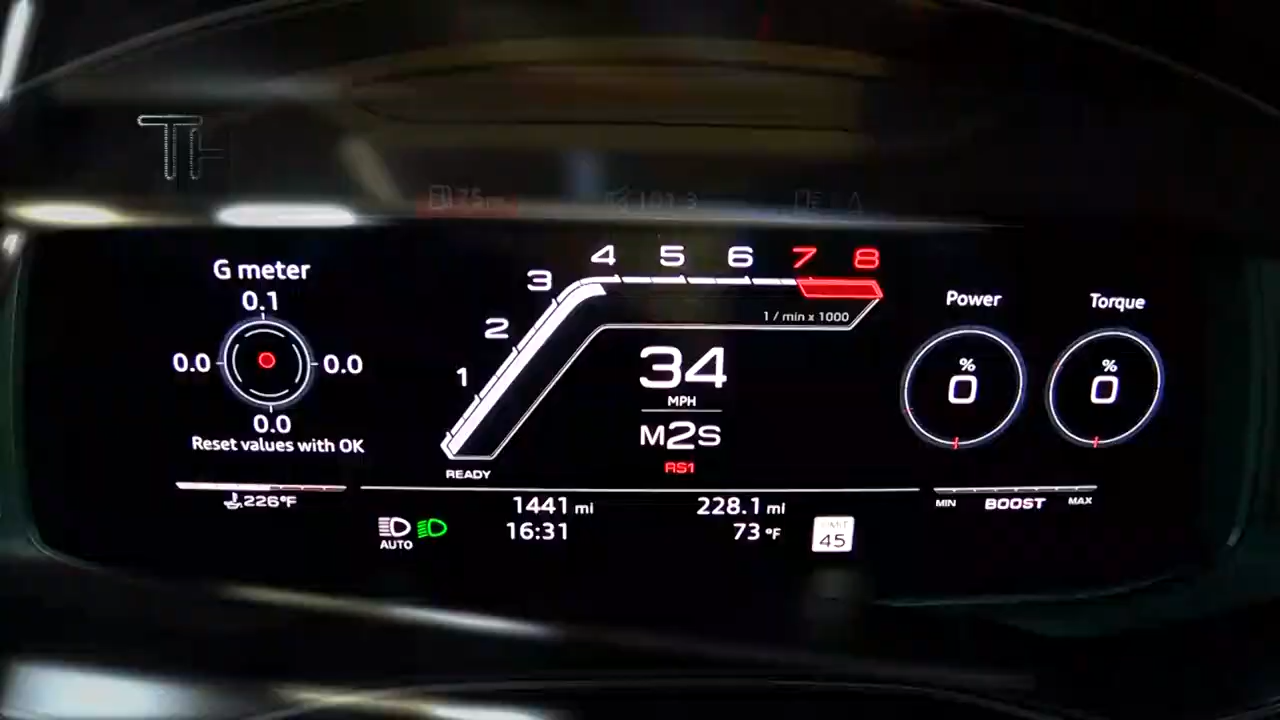 TH
G meter
0.1
0.0 0.0
0.0
Reset values with OK
226°F
1 2 3 4 5 6 7 8
1 / min x 1000
34
MPH
M2S
RS1
READY
Power
% 0
Torque
% 0
MIN BOOST MAX
1441 mi 228.1 mi
16:31 73 °F
AUTO
LIMIT
45